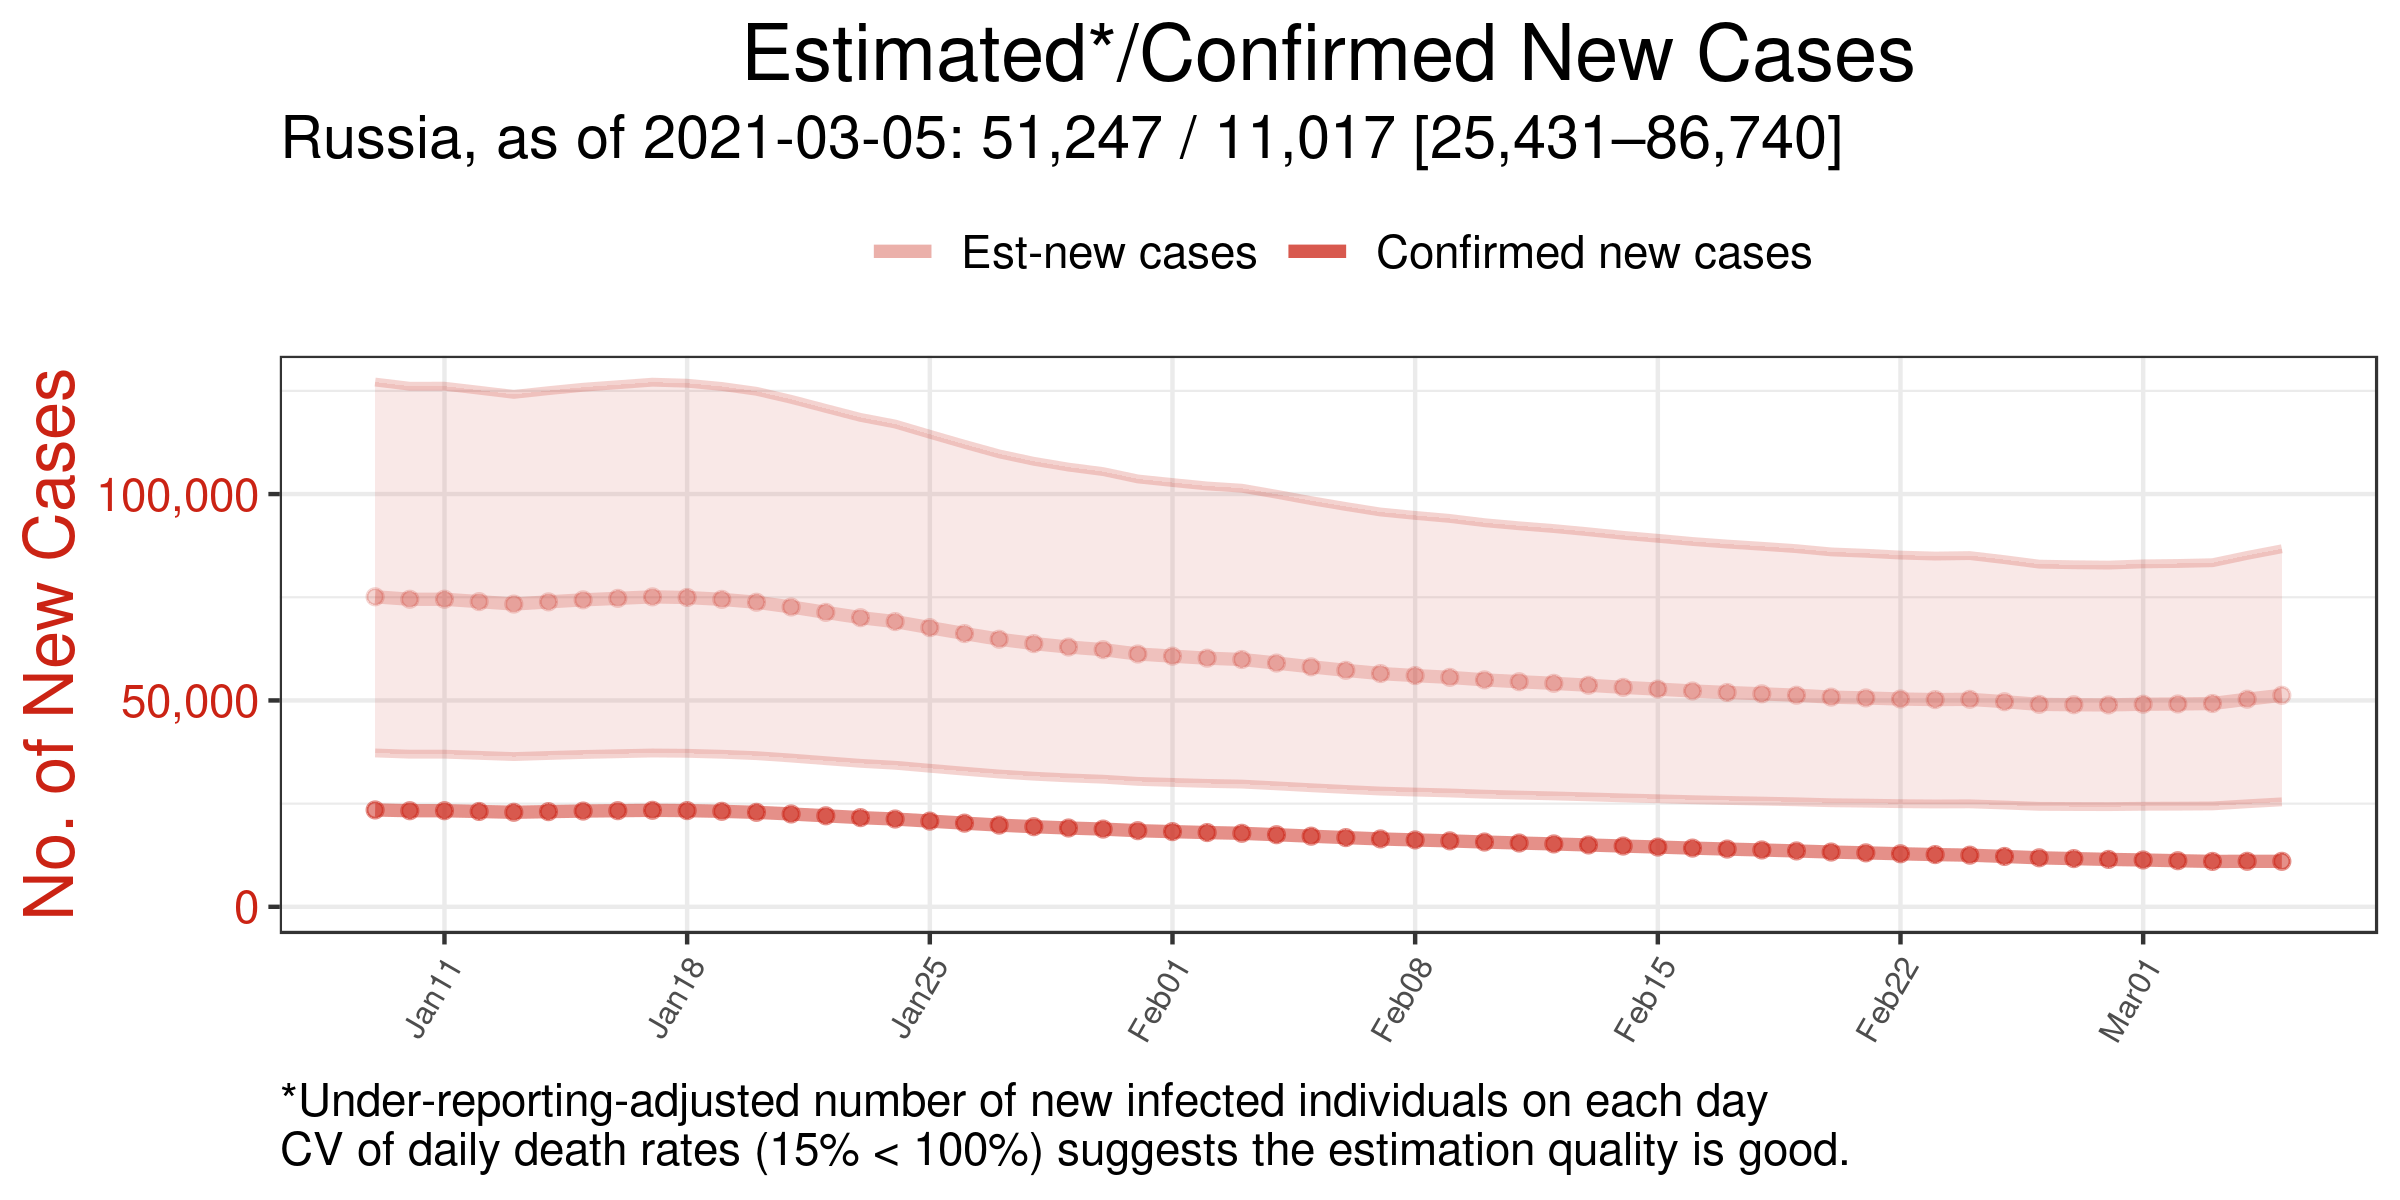 Estimated*/Confirmed New Cases
Russia, as of 2021-03-05: 51,247 / 11,017 [25,431–86,740]
Est-new cases
Confirmed new cases
No. of New Cases
100,000
50,000
0
Jan11
Jan18
Jan25
Feb01
Feb08
Feb15
Feb22
Mar01
*Under-reporting-adjusted number of new infected individuals on each day
CV of daily death rates (15% < 100%) suggests the estimation quality is good.